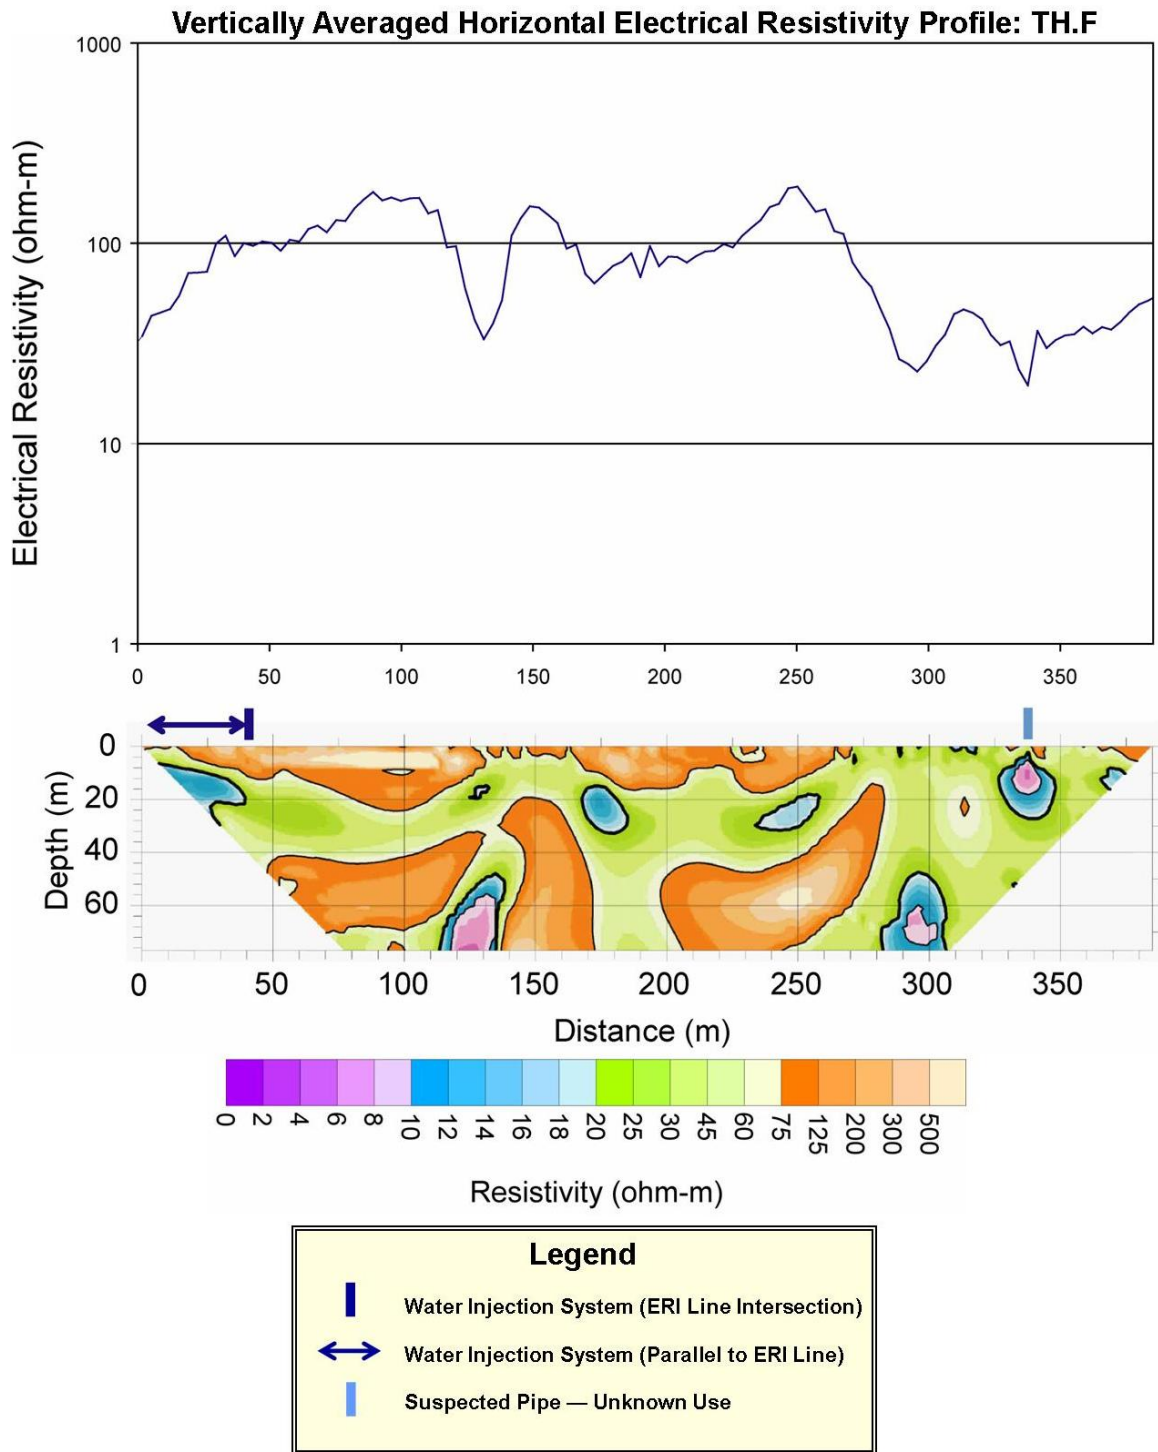 Vertically Averaged Horizontal Electrical Resistivity Profile: TH.F
Electrical Resistivity (ohm-m)
1000
100
10
1
0 50 100 150 200 250 300 350
Depth (m)
0
20
40
60
0 50 100 150 200 250 300 350
Distance (m)
0 2 4 6 8 10 12 14 16 18 20 25 30 45 60 75 125 200 300 500
Resistivity (ohm-m)
Legend
Water Injection System (ERI Line Intersection)
Water Injection System (Parallel to ERI Line)
Suspected Pipe — Unknown Use